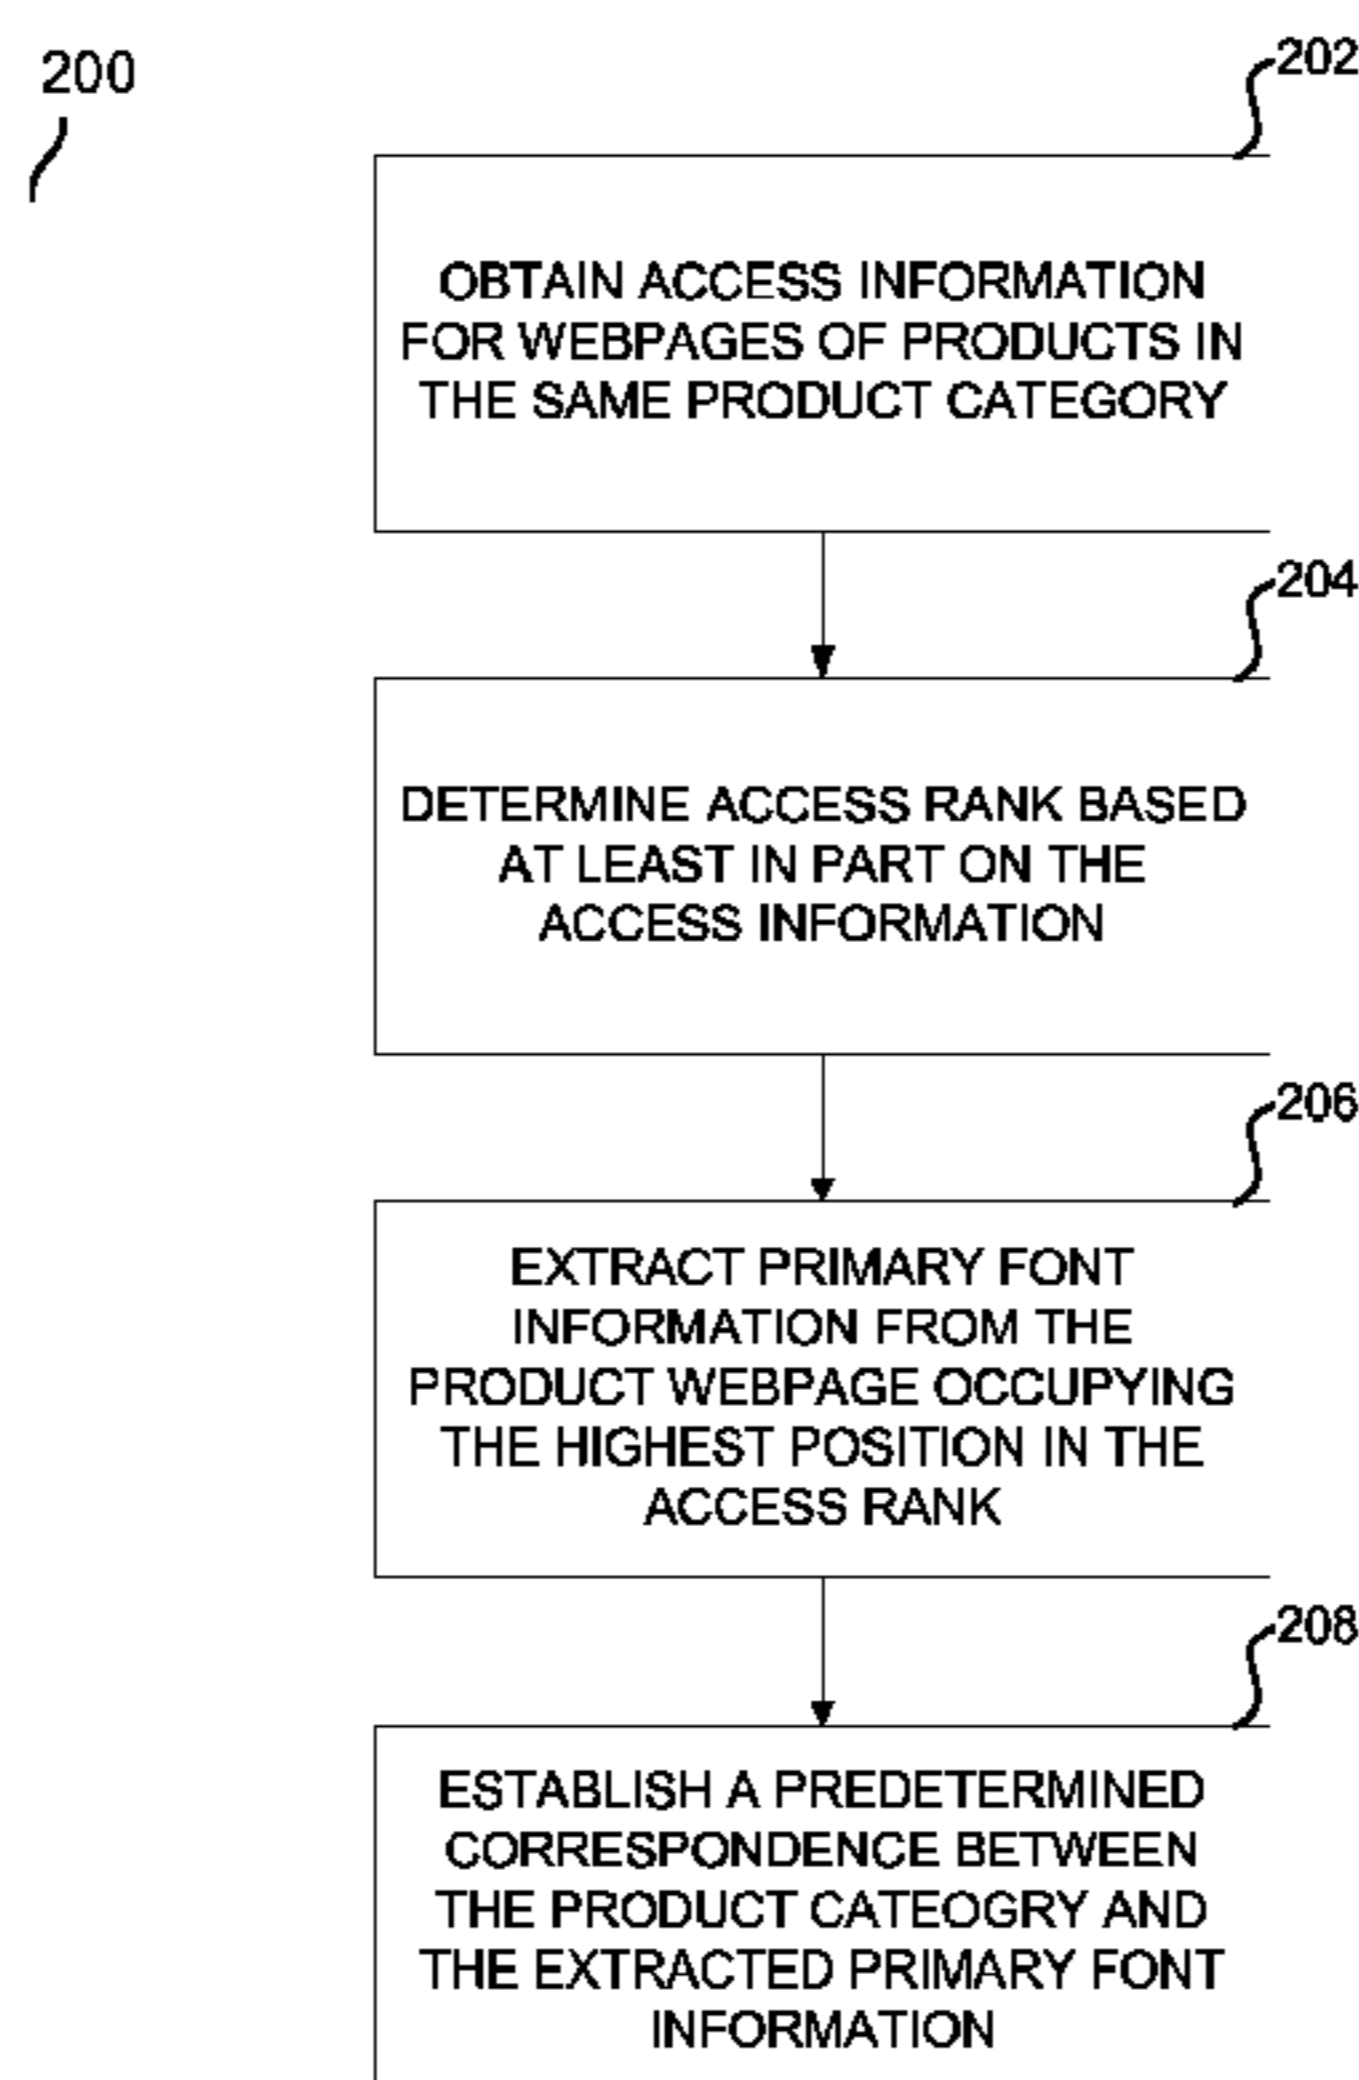 200
202
OBTAIN ACCESS INFORMATION
FOR WEBPAGES OF PRODUCTS IN
THE SAME PRODUCT CATEGORY
204
DETERMINE ACCESS RANK BASED
AT LEAST IN PART ON THE
ACCESS INFORMATION
206
EXTRACT PRIMARY FONT
INFORMATION FROM THE
PRODUCT WEBPAGE OCCUPYING
THE HIGHEST POSITION IN THE
ACCESS RANK
208
ESTABLISH A PREDETERMINED
CORRESPONDENCE BETWEEN
THE PRODUCT CATEOGRY AND
THE EXTRACTED PRIMARY FONT
INFORMATION